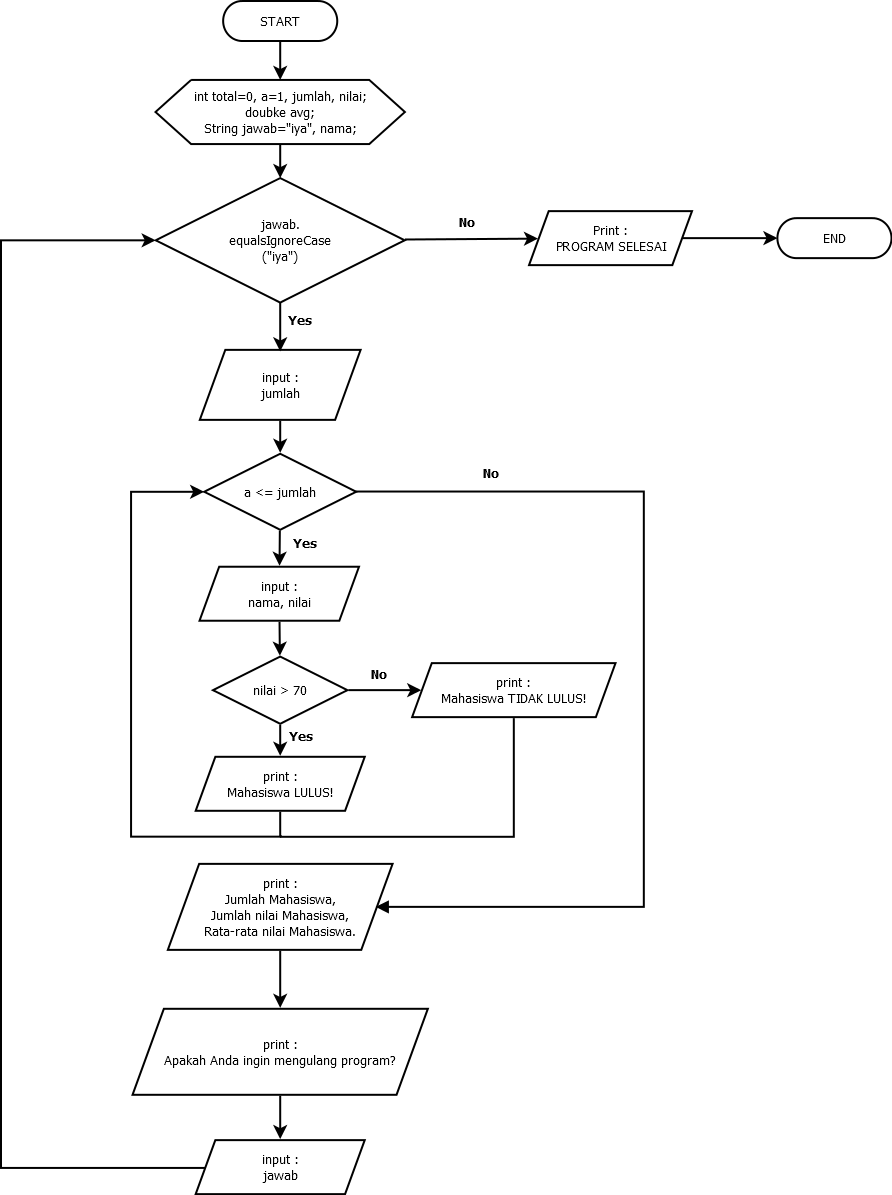 START
int total=0, a=1, jumlah, nilai;
doubke avg;
String jawab="iya", nama;
jawab.
equalsIgnoreCase
("iya")
No
Print :
PROGRAM SELESAI
END
Yes
input :
jumlah
a <= jumlah
No
Yes
input :
nama, nilai
nilai > 70
No
print :
Mahasiswa TIDAK LULUS!
Yes
print :
Mahasiswa LULUS!
print :
Jumlah Mahasiswa,
Jumlah nilai Mahasiswa,
Rata-rata nilai Mahasiswa.
print :
Apakah Anda ingin mengulang program?
input :
jawab